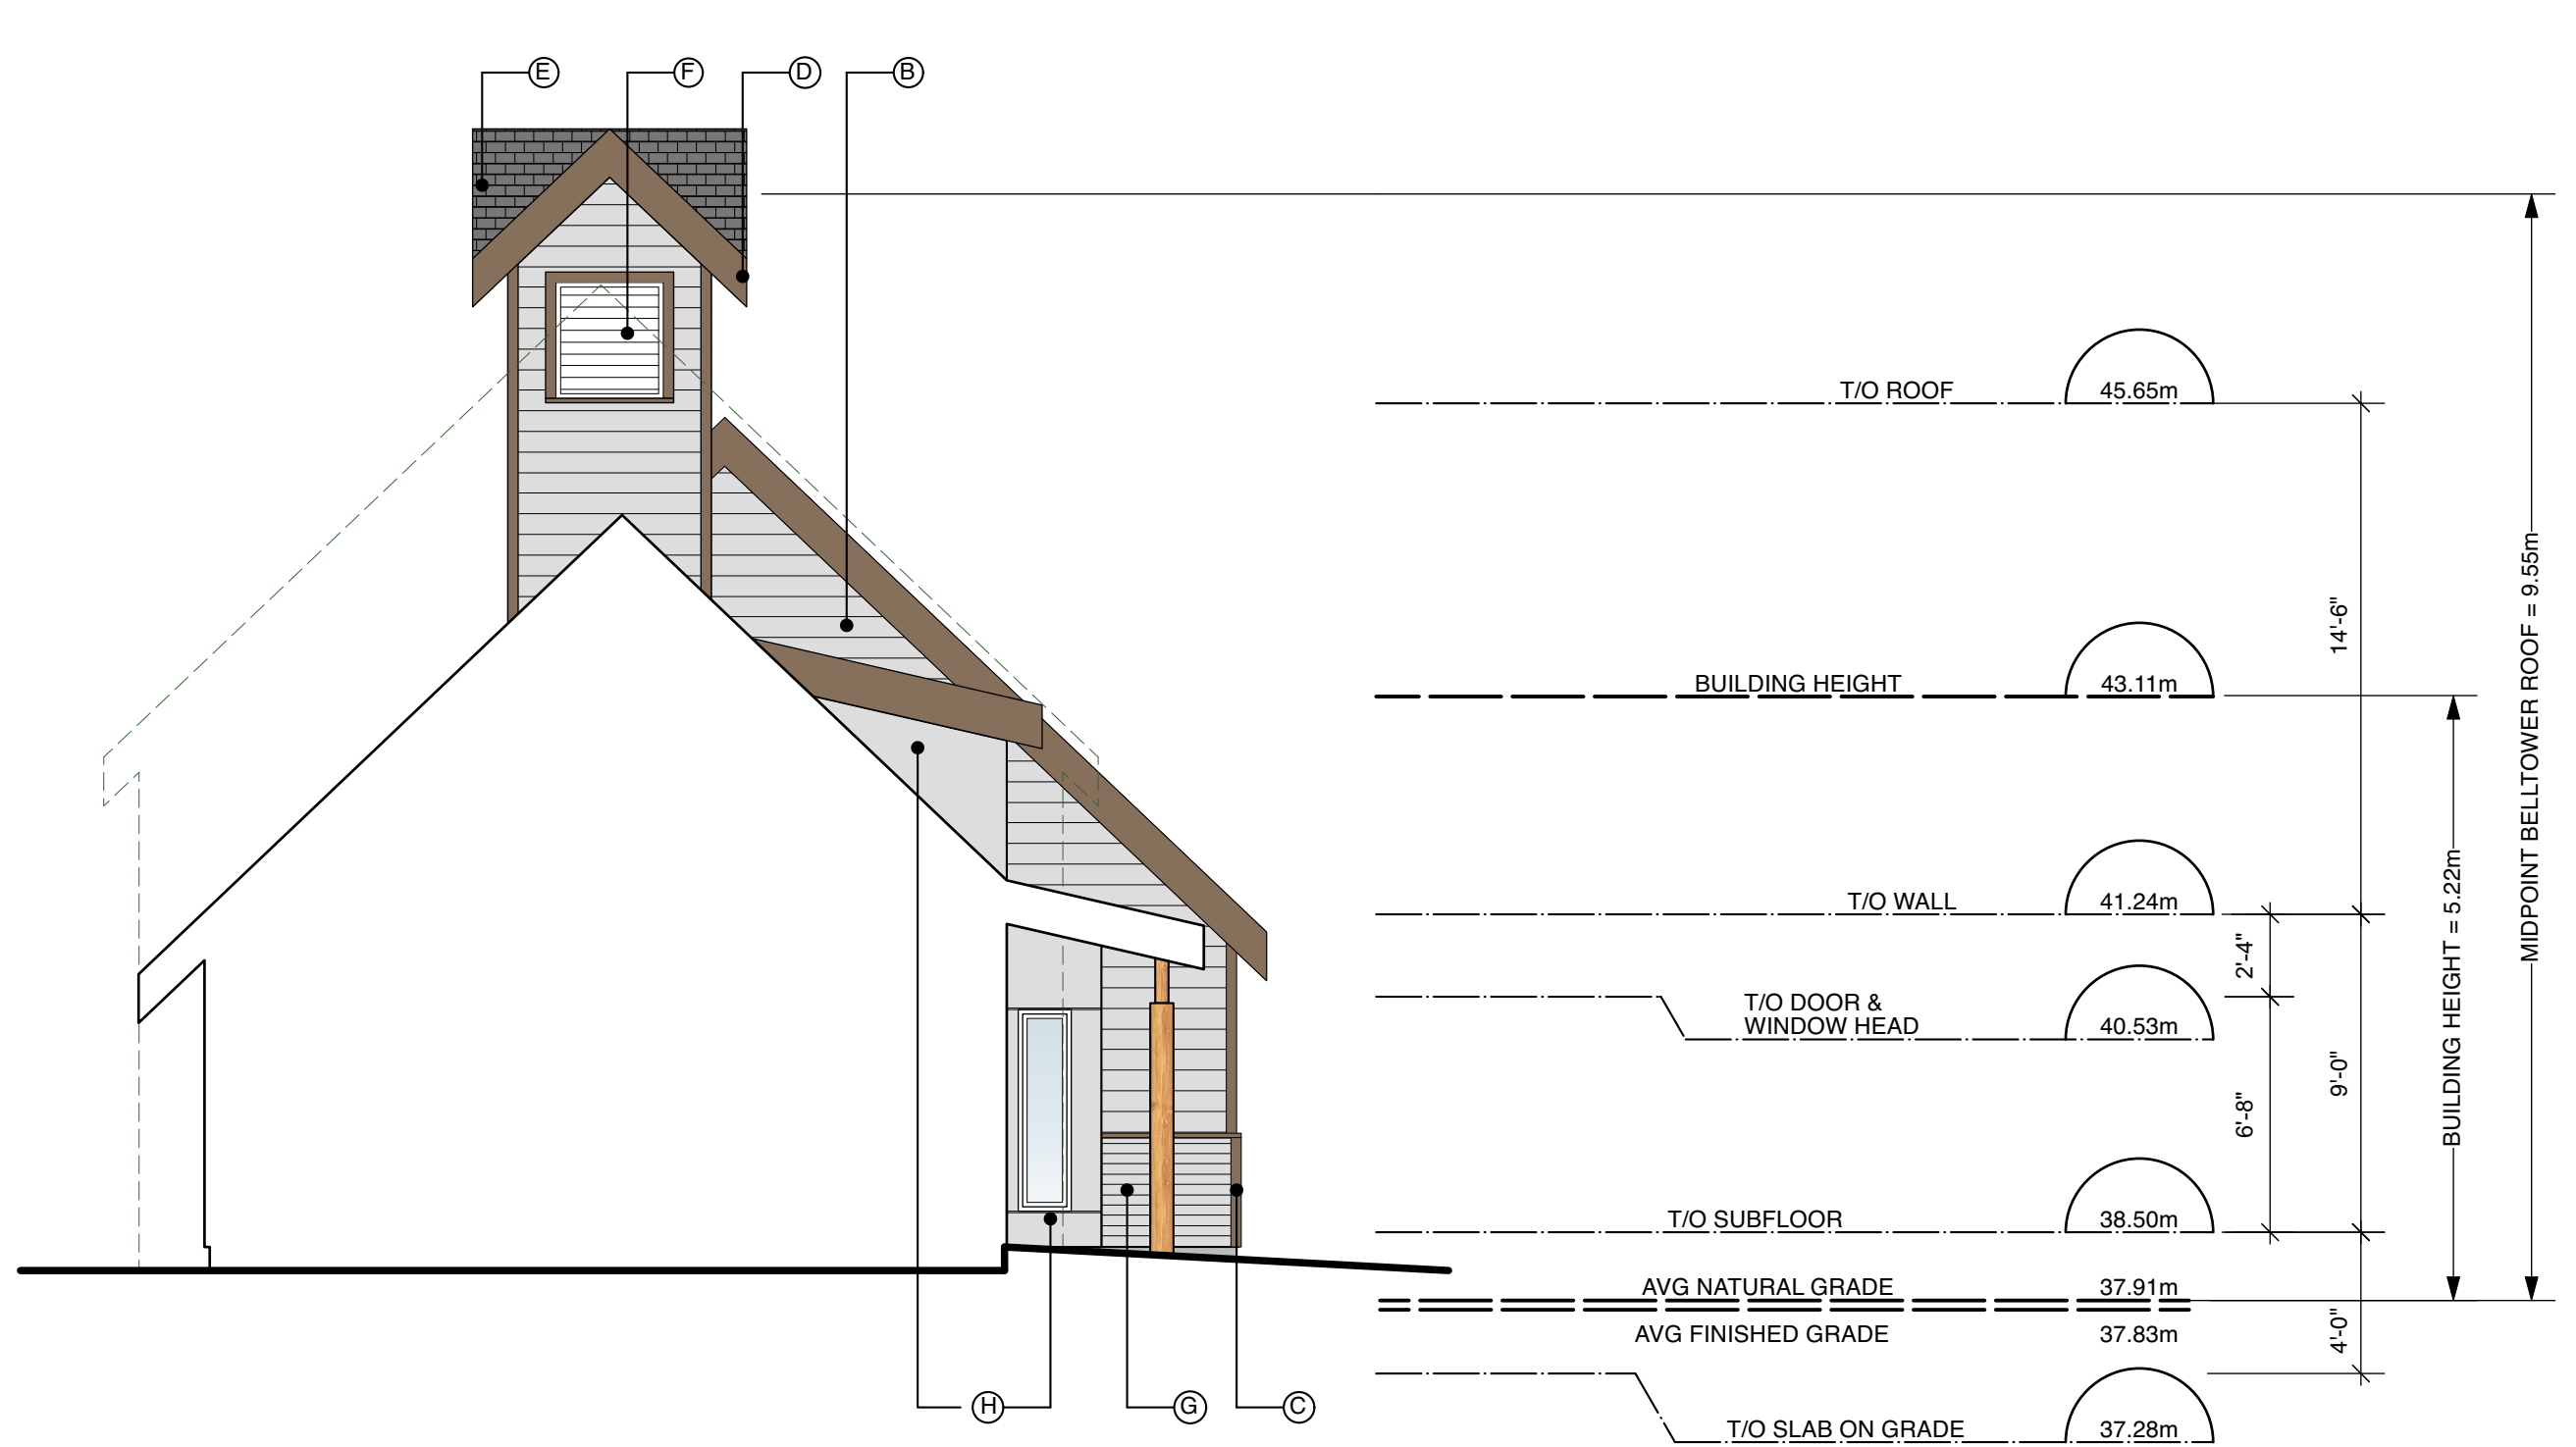 E
F
D
B
T/O ROOF 45.65m
14'-6"
MIDPOINT BELLTOWER ROOF = 9.55m
BUILDING HEIGHT 43.11m
BUILDING HEIGHT = 5.22m
T/O WALL 41.24m
2'-4"
T/O DOOR &
WINDOW HEAD 40.53m
9'-0"
6'-8"
T/O SUBFLOOR 38.50m
AVG NATURAL GRADE 37.91m
AVG FINISHED GRADE 37.83m
4'-0"
H
G
C
T/O SLAB ON GRADE 37.28m